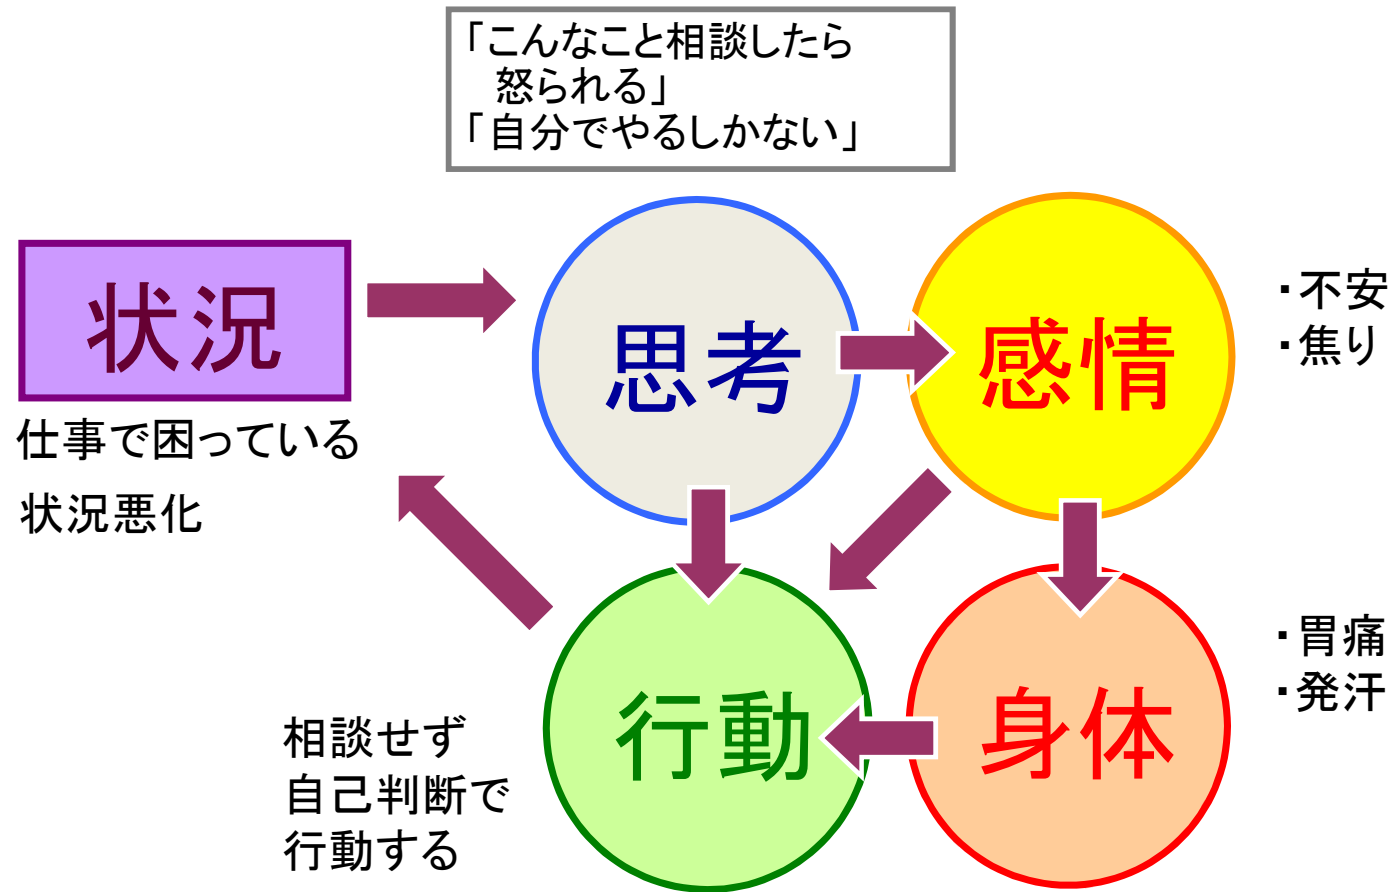 「こんなこと相談したら
怒られる」
「自分でやるしかない」
状況
仕事で困っている
状況悪化
思考
感情
・不安
・焦り
行動
相談せず
自己判断で
行動する
身体
・胃痛
・発汗